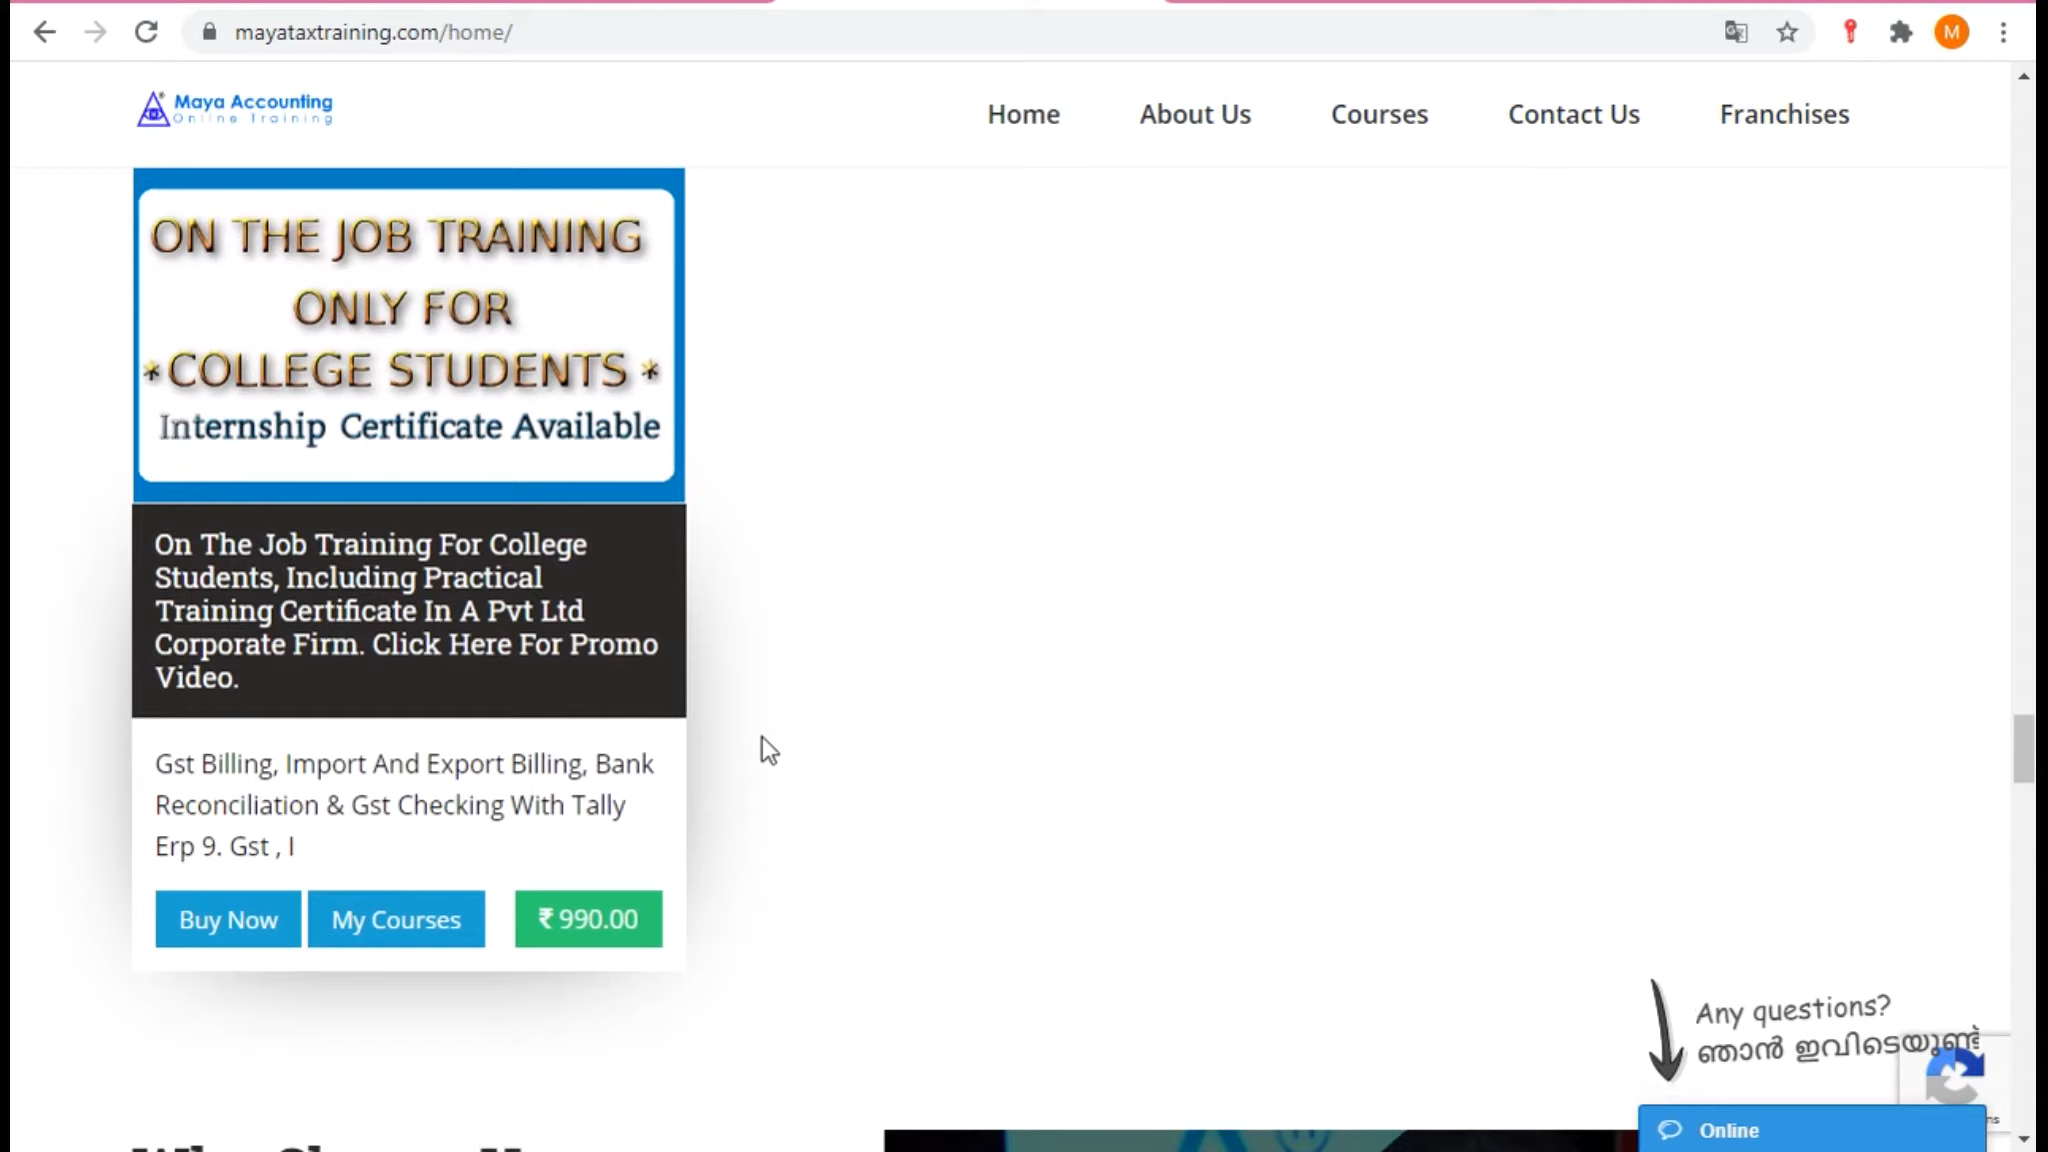 mayataxtraining.com/home/
M
Maya Accounting
Online Training
Home
About Us
Courses
Contact Us
Franchises
ON THE JOB TRAINING
ONLY FOR
*COLLEGE STUDENTS*
Internship Certificate Available
On The Job Training For College
Students, Including Practical
Training Certificate In A Pvt Ltd
Corporate Firm. Click Here For Promo
Video.
Gst Billing, Import And Export Billing, Bank
Reconciliation & Gst Checking With Tally
Erp 9. Gst , I
Buy Now
My Courses
₹ 990.00
Any questions?
ഞാൻ ഇവിടെയുണ്ട്
Online